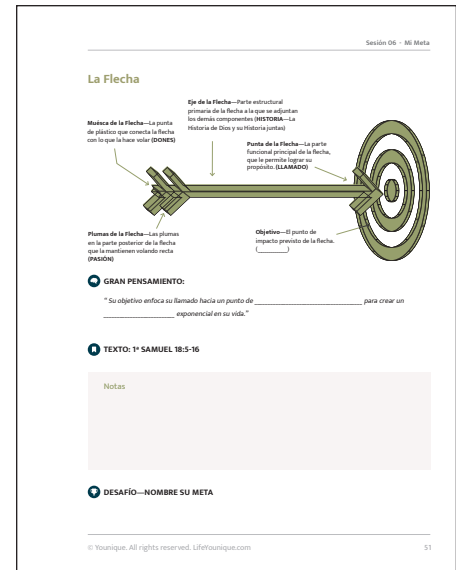 Sesión 06 - Mi Meta
La Flecha
Eje de la Flecha—Parte estructural
primaria de la flecha a la que se adjuntan
los demás componentes (HISTORIA—La
Historia de Dios y su Historia juntas)
Muésca de la Flecha—La punta
de plástico que conecta la flecha
con lo que la hace volar (DONES)
Punta de la Flecha—La parte
funcional principal de la flecha,
que le permite lograr su
propósito. (LLAMADO)
Plumas de la Flecha—Las plumas
en la parte posterior de la flecha
que la mantienen volando recta
(PASIÓN)
Objetivo—El punto de
impacto previsto de la flecha.
(________)
GRAN PENSAMIENTO:
" Su objetivo enfoca su llamado hacia un punto de ______________________________ para crear un
____________________ exponencial en su vida."
TEXTO: 1ª SAMUEL 18:5-16
Notas
DESAFÍO—NOMBRE SU META
© Younique. All rights reserved. LifeYounique.com
51